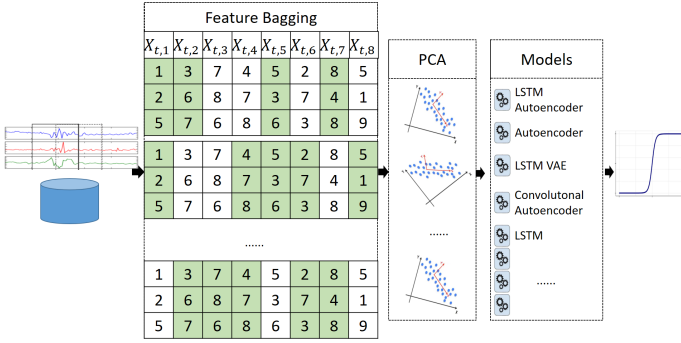 Feature Bagging
X_{t,1} X_{t,2} X_{t,3} X_{t,4} X_{t,5} X_{t,6} X_{t,7} X_{t,8}
1 3 7 4 5 2 8 5
2 6 8 7 3 7 4 1
5 7 6 8 6 3 8 9
1 3 7 4 5 2 8 5
2 6 8 7 3 7 4 1
5 7 6 8 6 3 8 9
......
1 3 7 4 5 2 8 5
2 6 8 7 3 7 4 1
5 7 6 8 6 3 8 9
PCA
......
Models
LSTM
Autoencoder
Autoencoder
LSTM VAE
Convolutonal
Autoencoder
LSTM
......